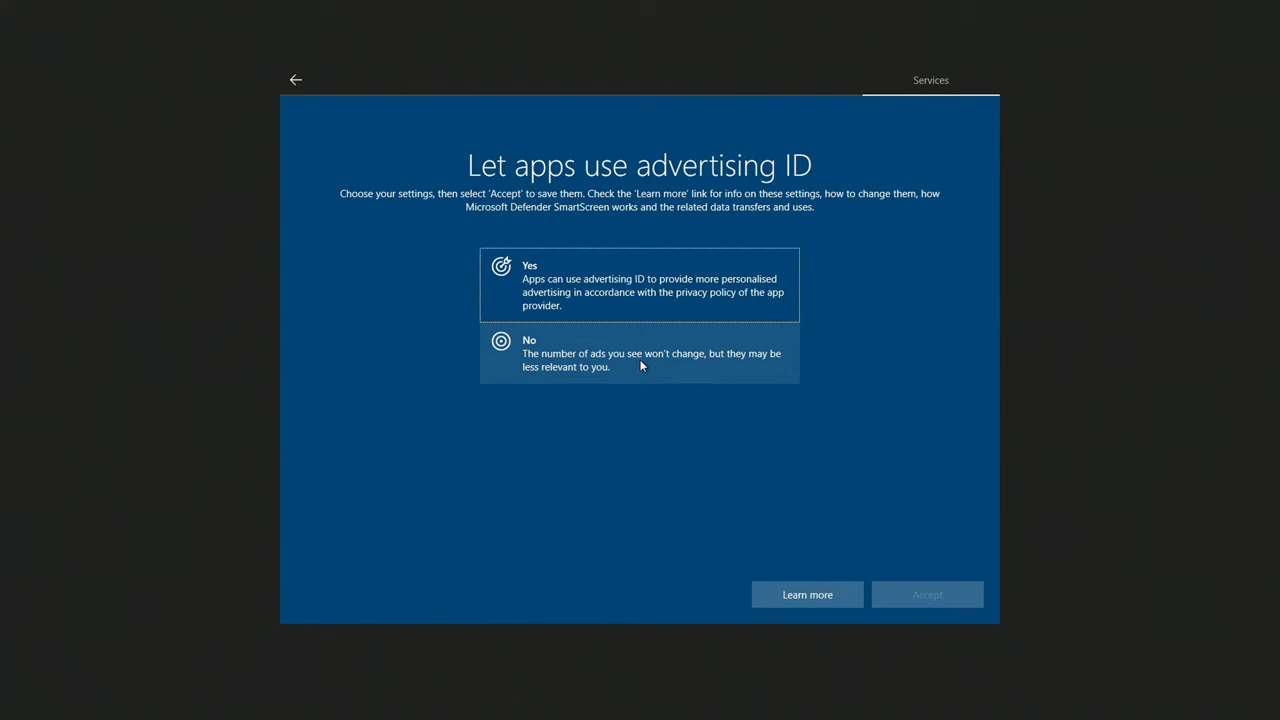 Services
Let apps use advertising ID
Choose your settings, then select 'Accept' to save them. Check the 'Learn more' link for info on these settings, how to change them, how
Microsoft Defender SmartScreen works and the related data transfers and uses.
Yes
Apps can use advertising ID to provide more personalised
advertising in accordance with the privacy policy of the app
provider.
No
The number of ads you see won't change, but they may be
less relevant to you.
Learn more
Accept